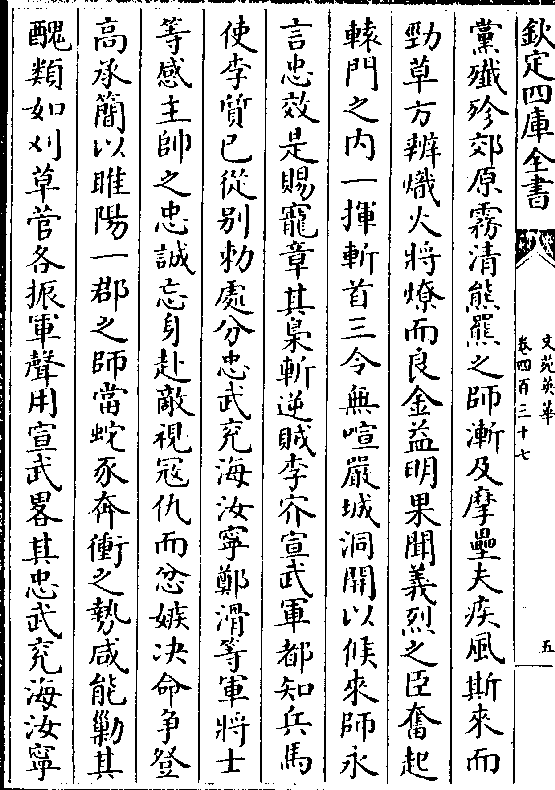 欽定四庫全書
文苑英華
卷四百三十七
五
黨殲殄郊原霧清熊羆之師漸及摩壘夫疾風斯來而
勁草方辨熾火將燎而良金益明果聞義烈之臣奮起
轅門之内一揮斬首三令無喧嚴城洞開以候來師永
言忠效是賜寵章其梟斬逆賊李㝏宣武軍都知兵馬
使李質已從别勅處分忠武兖海汝寧鄭滑等軍將士
等感主帥之忠誠忘身赴敵視冦仇而忿嫉决命争登
髙承簡以睢陽一郡之師當蛇豕奔衝之勢咸能勦其
醜類如刈草菅各振軍聲用宣武畧其忠武兖海汝寧